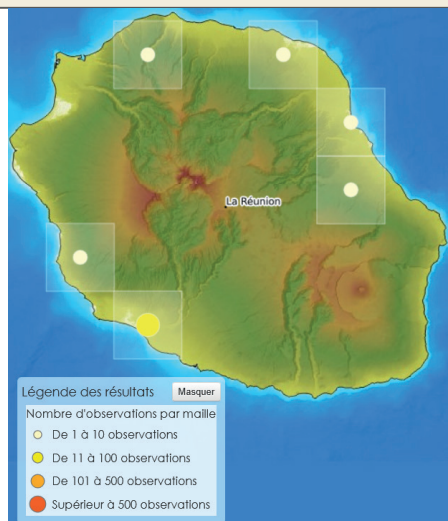 La Réunion
Légende des résultats Masquer
Nombre d'observations par maille
De 1 à 10 observations
De 11 à 100 observations
De 101 à 500 observations
Supérieur à 500 observations